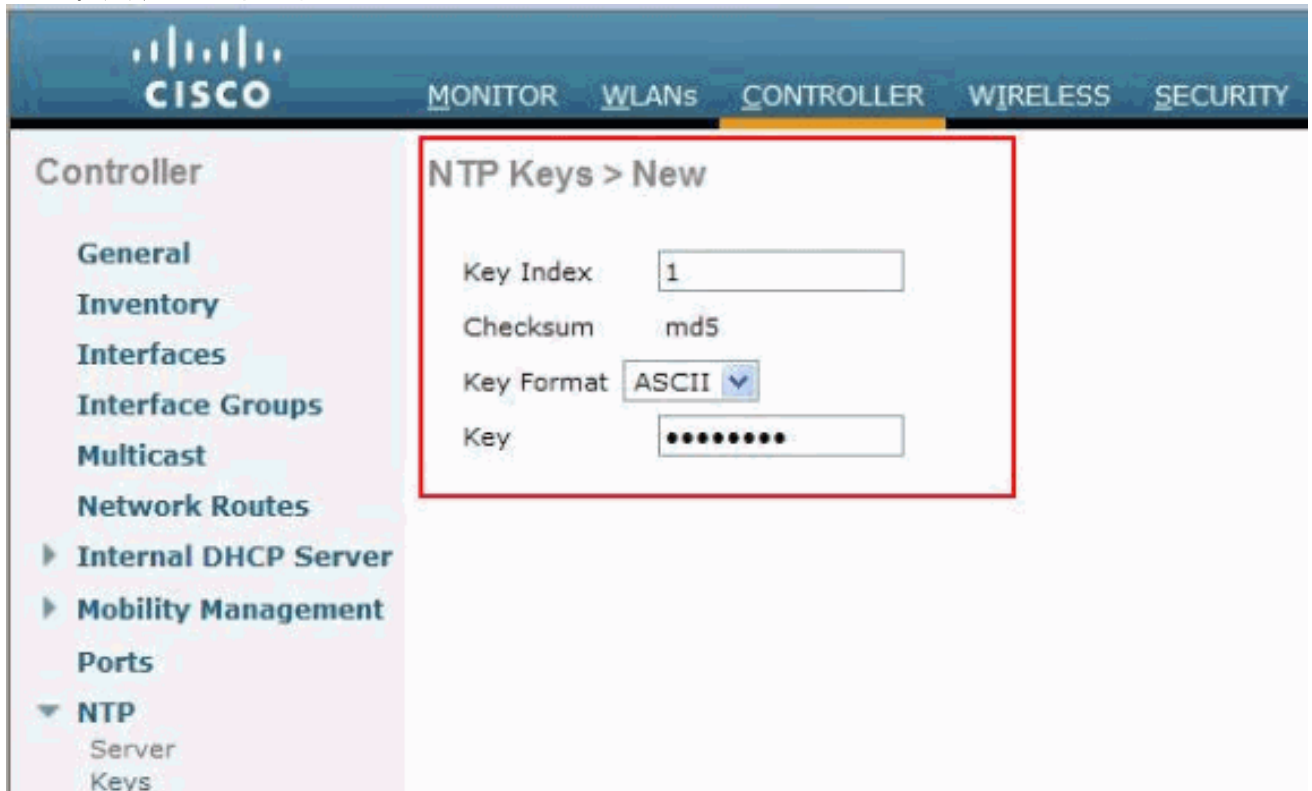 CISCO
MONITOR WLANs CONTROLLER WIRELESS SECURITY
Controller
General
Inventory
Interfaces
Interface Groups
Multicast
Network Routes
Internal DHCP Server
Mobility Management
Ports
NTP
Server
Keys
NTP Keys > New
Key Index 1
Checksum md5
Key Format ASCII
Key ••••••••